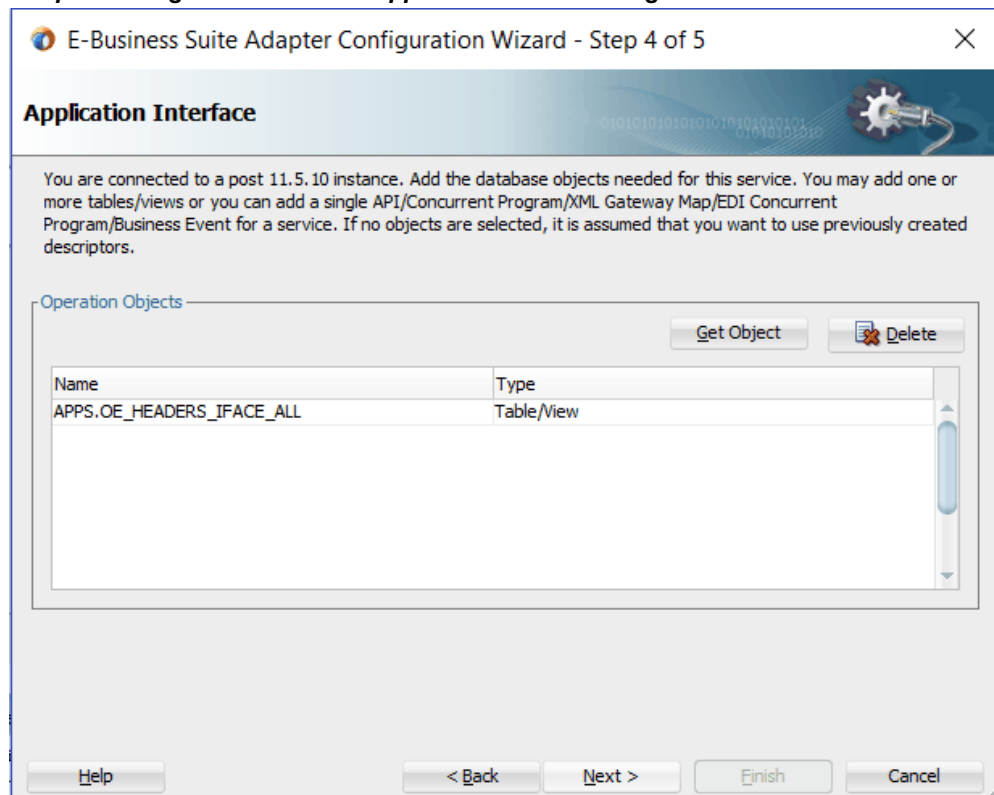 E-Business Suite Adapter Configuration Wizard - Step 4 of 5
Application Interface
You are connected to a post 11.5.10 instance. Add the database objects needed for this service. You may add one or
more tables/views or you can add a single API/Concurrent Program/XML Gateway Map/EDI Concurrent
Program/Business Event for a service. If no objects are selected, it is assumed that you want to use previously created
descriptors.
Operation Objects
Get Object Delete
Name Type
APPS.OE_HEADERS_IFACE_ALL Table/View
Help < Back Next > Finish Cancel